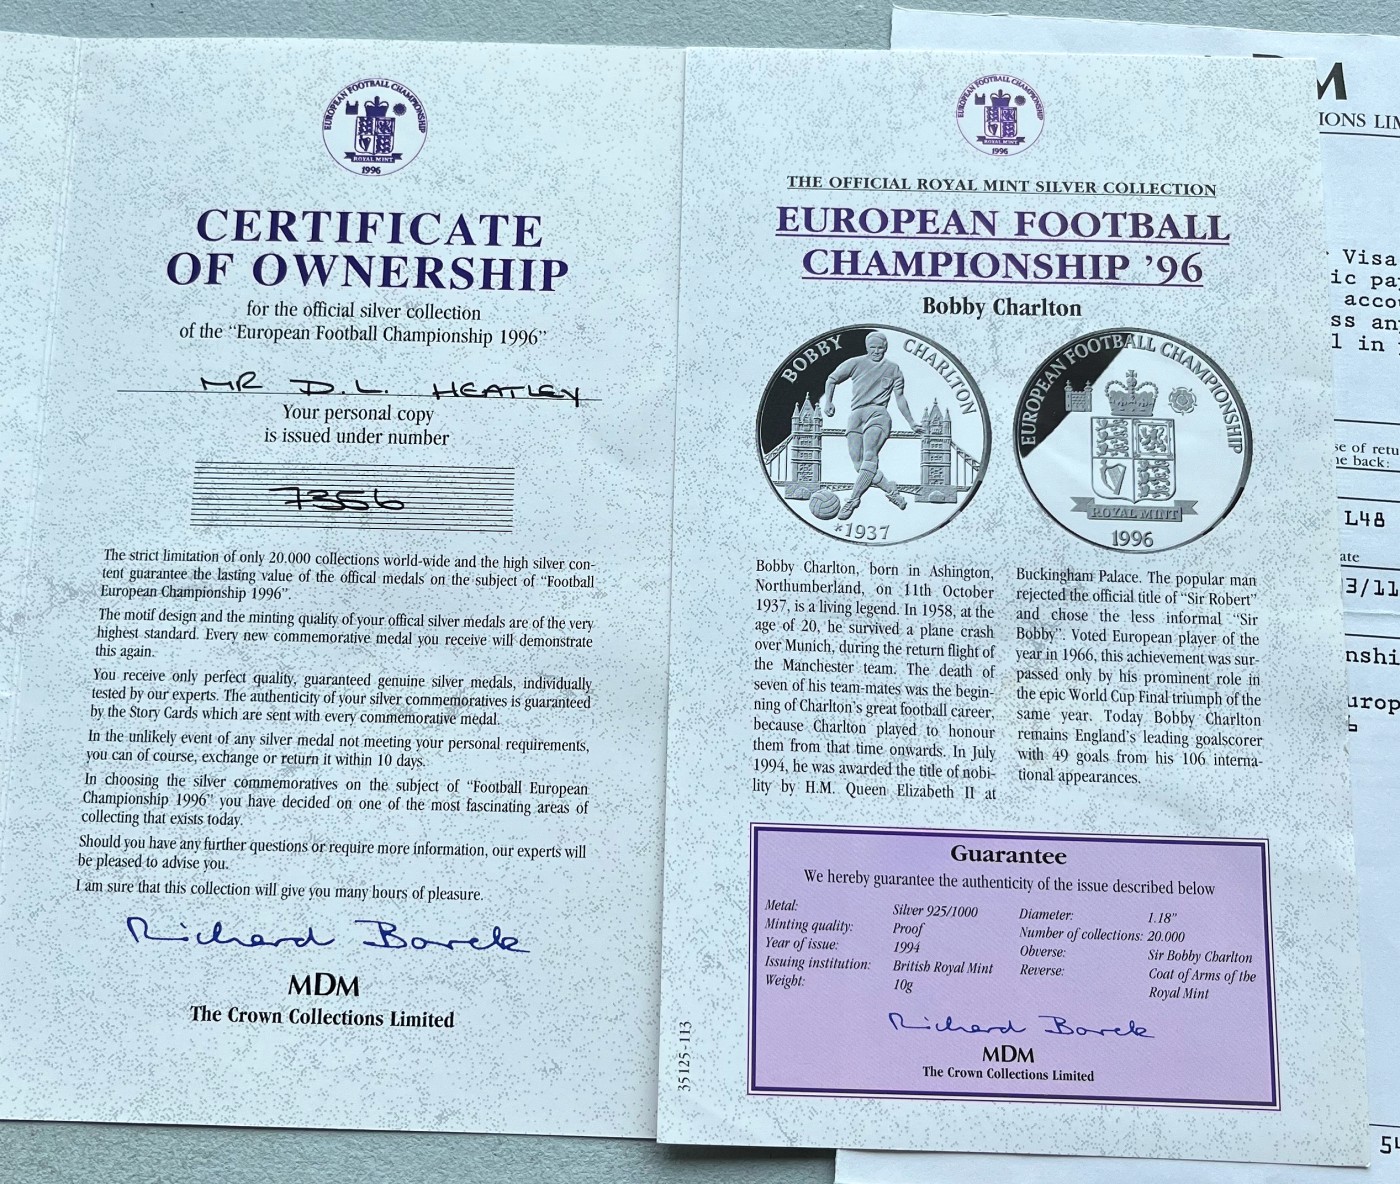 EUROPEAN FOOTBALL CHAMPIONSHIP
ROYAL MINT
1996
CERTIFICATE
OF OWNERSHIP
for the official silver collection
of the “European Football Championship 1996”
MR D.L. HEATLEY
Your personal copy
is issued under number
7356
The strict limitation of only 20.000 collections world-wide and the high silver con-
tent guarantee the lasting value of the offical medals on the subject of “Football
European Championship 1996”.
The motif design and the minting quality of your offical silver medals are of the very
highest standard. Every new commemorative medal you receive will demonstrate
this again.
You receive only perfect quality, guaranteed genuine silver medals, individually
tested by our experts. The authenticity of your silver commemoratives is guaranteed
by the Story Cards which are sent with every commemorative medal.
In the unlikely event of any silver medal not meeting your personal requirements,
you can of course, exchange or return it within 10 days.
In choosing the silver commemoratives on the subject of “Football European
Championship 1996” you have decided on one of the most fascinating areas of
collecting that exists today.
Should you have any further questions or require more information, our experts will
be pleased to advise you.
I am sure that this collection will give you many hours of pleasure.
Richard Borek
MDM
The Crown Collections Limited
EUROPEAN FOOTBALL CHAMPIONSHIP
ROYAL MINT
1996
THE OFFICIAL ROYAL MINT SILVER COLLECTION
EUROPEAN FOOTBALL
CHAMPIONSHIP ’96
Bobby Charlton
BOBBY CHARLTON
*1937
EUROPEAN FOOTBALL CHAMPIONSHIP
ROYAL MINT
1996
Bobby Charlton, born in Ashington,
Northumberland, on 11th October
1937, is a living legend. In 1958, at the
age of 20, he survived a plane crash
over Munich, during the return flight of
the Manchester team. The death of
seven of his team-mates was the begin-
ning of Charlton’s great football career,
because Charlton played to honour
them from that time onwards. In July
1994, he was awarded the title of nobi-
lity by H.M. Queen Elizabeth II at
Buckingham Palace. The popular man
rejected the official title of “Sir Robert”
and chose the less informal “Sir
Bobby”. Voted European player of the
year in 1966, this achievement was sur-
passed only by his prominent role in
the epic World Cup Final triumph of the
same year. Today Bobby Charlton
remains England’s leading goalscorer
with 49 goals from his 106 interna-
tional appearances.
Guarantee
We hereby guarantee the authenticity of the issue described below
Metal: Silver 925/1000
Minting quality: Proof
Year of issue: 1994
Issuing institution: British Royal Mint
Weight: 10g
Diameter: 1.18"
Number of collections: 20.000
Obverse: Sir Bobby Charlton
Reverse: Coat of Arms of the
Royal Mint
Richard Borek
MDM
The Crown Collections Limited
35125-113
M
IONS LIM
Visa
ic pa
acco
ss an
l in
se of retu
e back:
L48
ate
3/11
nshi
urop
54